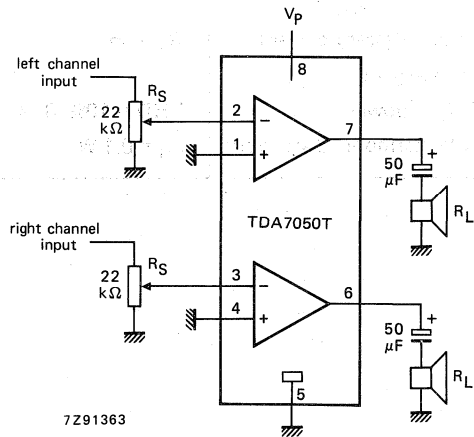 V_P
8
left channel
input
R_S
22
kΩ
2
−
1
+
7
50
µF
+
R_L
TDA7050T
right channel
input
R_S
22
kΩ
3
−
4
+
6
50
µF
+
R_L
5
7Z91363